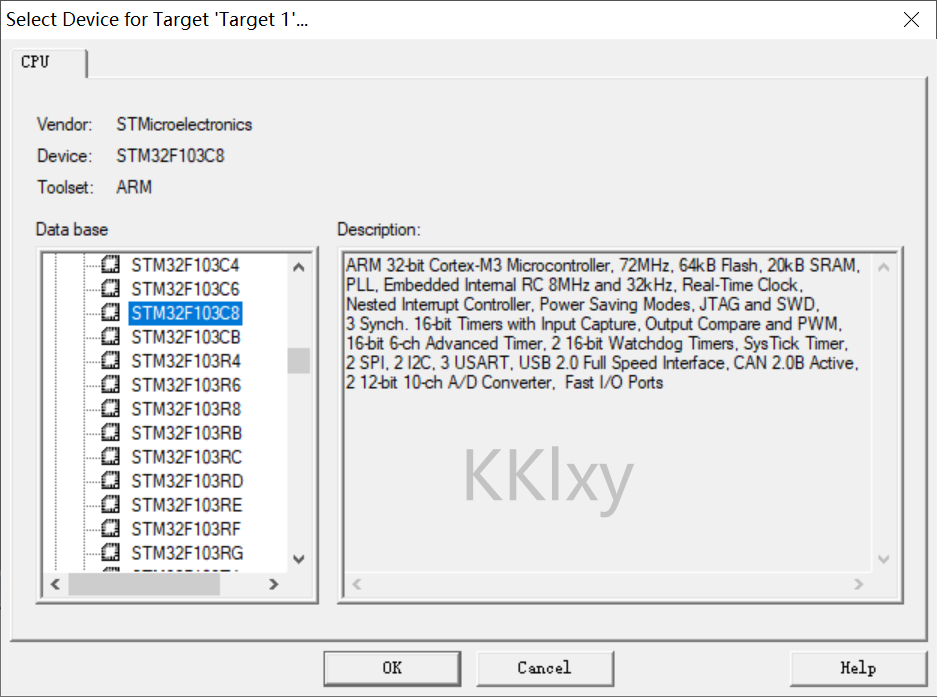 Select Device for Target 'Target 1'...
CPU
Vendor: STMicroelectronics
Device: STM32F103C8
Toolset: ARM
Data base
STM32F103C4
STM32F103C6
STM32F103C8
STM32F103CB
STM32F103R4
STM32F103R6
STM32F103R8
STM32F103RB
STM32F103RC
STM32F103RD
STM32F103RE
STM32F103RF
STM32F103RG
Description:
ARM 32-bit Cortex-M3 Microcontroller, 72MHz, 64kB Flash, 20kB SRAM,
PLL, Embedded Internal RC 8MHz and 32kHz, Real-Time Clock,
Nested Interrupt Controller, Power Saving Modes, JTAG and SWD,
3 Synch. 16-bit Timers with Input Capture, Output Compare and PWM,
16-bit 6-ch Advanced Timer, 2 16-bit Watchdog Timers, SysTick Timer,
2 SPI, 2 I2C, 3 USART, USB 2.0 Full Speed Interface, CAN 2.0B Active,
2 12-bit 10-ch A/D Converter,  Fast I/O Ports
KKlxy
OK
Cancel
Help